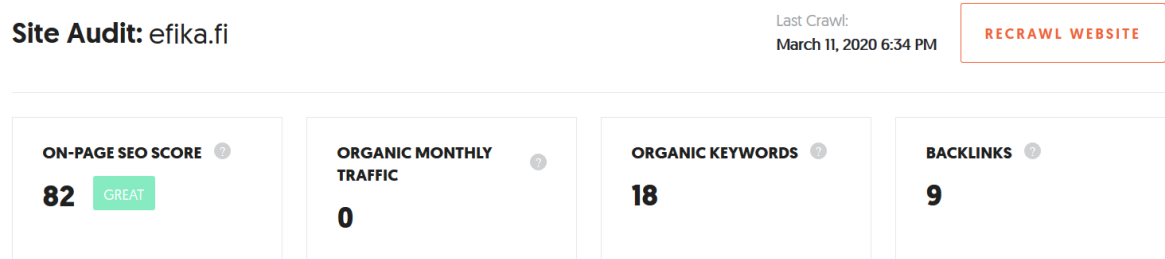 Site Audit: efika.fi
Last Crawl:
March 11, 2020 6:34 PM
RECRAWL WEBSITE
ON-PAGE SEO SCORE ?
82 GREAT
ORGANIC MONTHLY
TRAFFIC ?
0
ORGANIC KEYWORDS ?
18
BACKLINKS ?
9